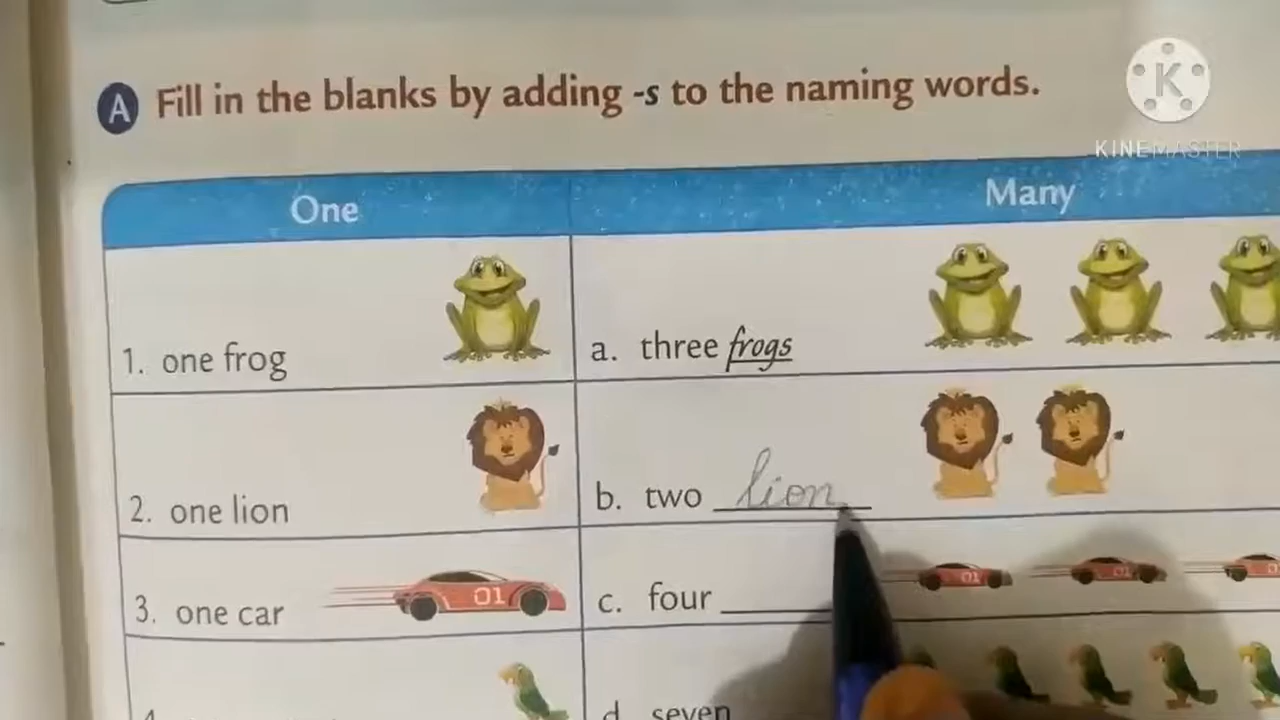 A Fill in the blanks by adding -s to the naming words.
K
KINEMASTER
One Many
1. one frog a. three frogs
2. one lion b. two lion
3. one car 01 c. four 01 01 01
d. seven